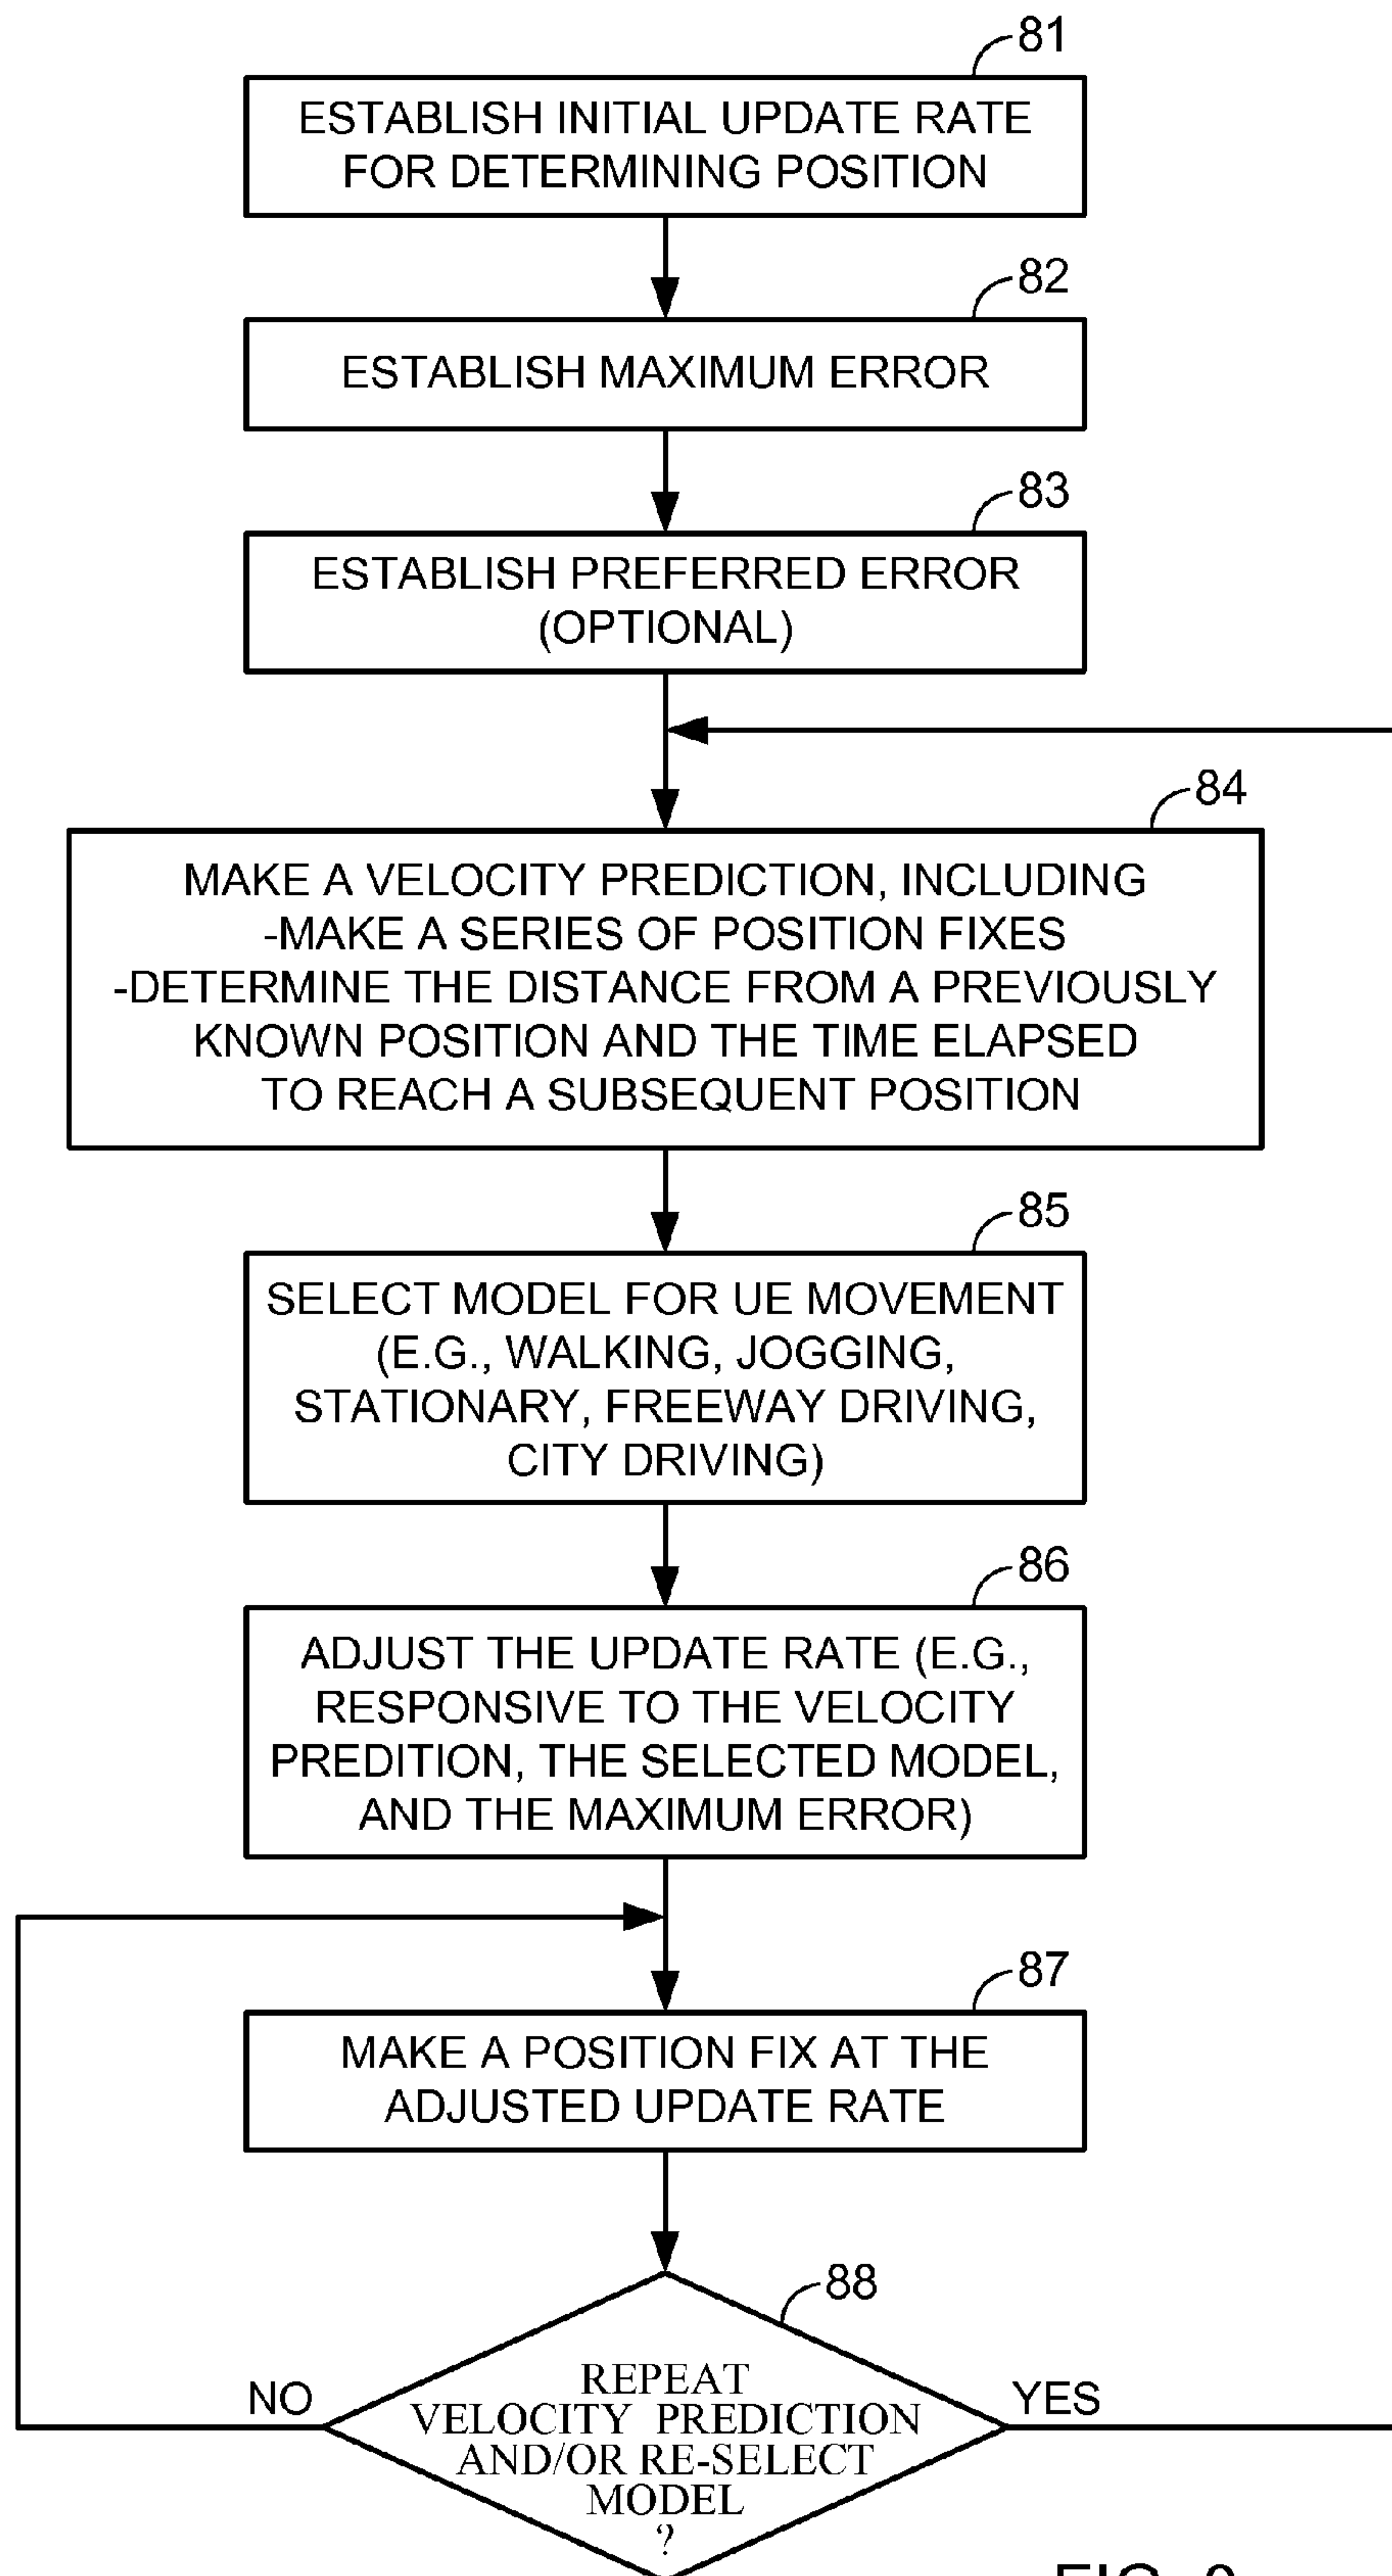 81
ESTABLISH INITIAL UPDATE RATE
FOR DETERMINING POSITION
82
ESTABLISH MAXIMUM ERROR
83
ESTABLISH PREFERRED ERROR
(OPTIONAL)
84
MAKE A VELOCITY PREDICTION, INCLUDING
-MAKE A SERIES OF POSITION FIXES
-DETERMINE THE DISTANCE FROM A PREVIOUSLY
KNOWN POSITION AND THE TIME ELAPSED
TO REACH A SUBSEQUENT POSITION
85
SELECT MODEL FOR UE MOVEMENT
(E.G., WALKING, JOGGING,
STATIONARY, FREEWAY DRIVING,
CITY DRIVING)
86
ADJUST THE UPDATE RATE (E.G.,
RESPONSIVE TO THE VELOCITY
PREDITION, THE SELECTED MODEL,
AND THE MAXIMUM ERROR)
87
MAKE A POSITION FIX AT THE
ADJUSTED UPDATE RATE
88
NO
YES
REPEAT
VELOCITY PREDICTION
AND/OR RE-SELECT
MODEL
?
FIG.